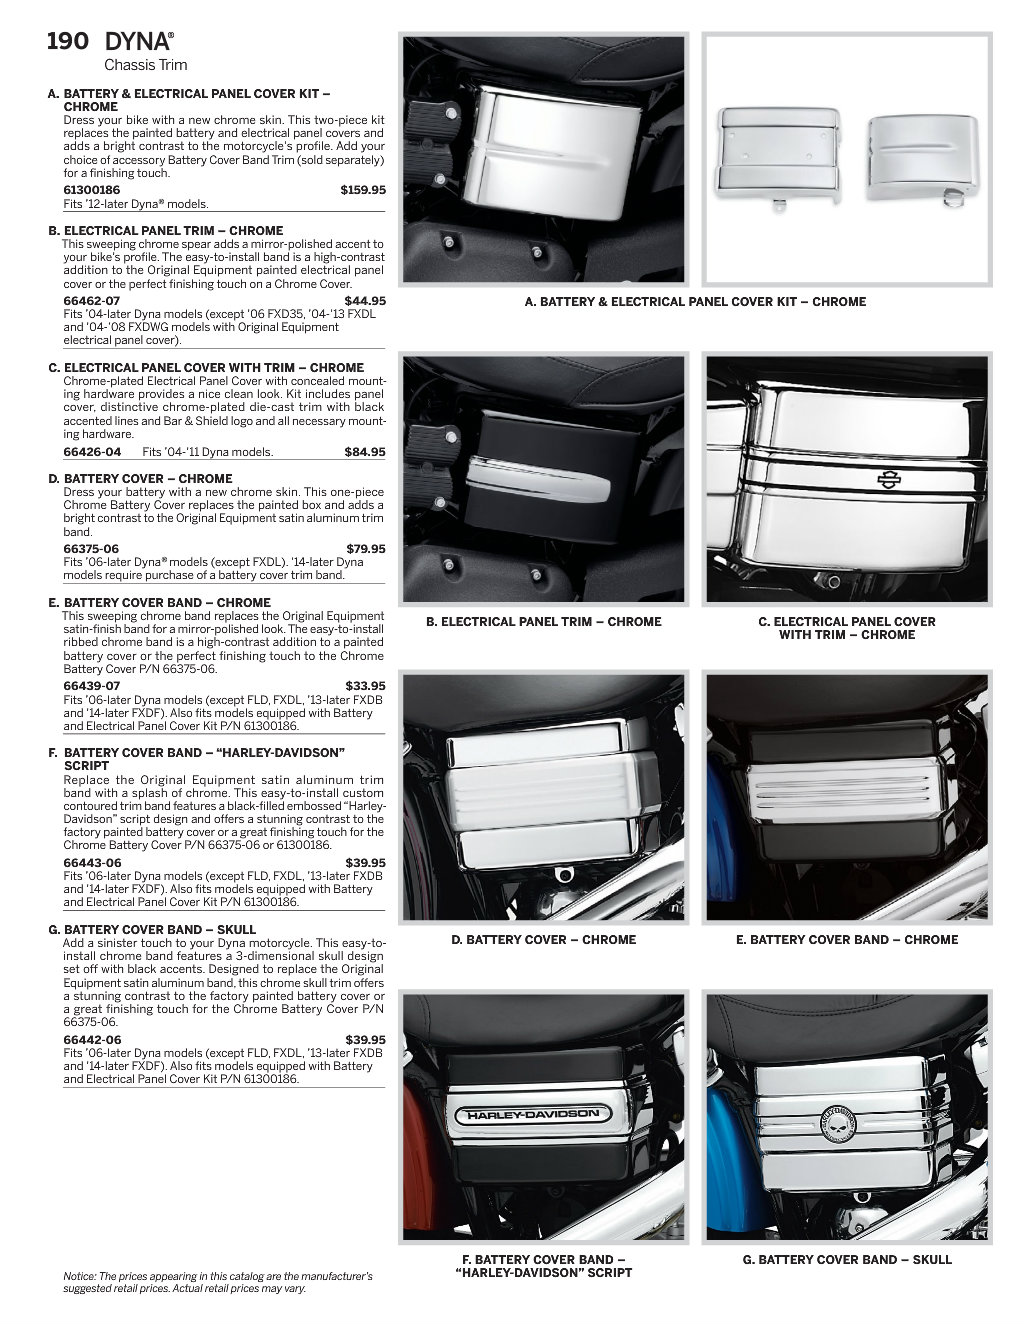 190 DYNA®
Chassis Trim
A. BATTERY & ELECTRICAL PANEL COVER KIT –
CHROME
Dress your bike with a new chrome skin. This two-piece kit
replaces the painted battery and electrical panel covers and
adds a bright contrast to the motorcycle's profile. Add your
choice of accessory Battery Cover Band Trim (sold separately)
for a finishing touch.
61300186 $159.95
Fits ’12-later Dyna® models.
B. ELECTRICAL PANEL TRIM – CHROME
This sweeping chrome spear adds a mirror-polished accent to
your bike's profile. The easy-to-install band is a high-contrast
addition to the Original Equipment painted electrical panel
cover or the perfect finishing touch on a Chrome Cover.
66462-07 $44.95
Fits ’04-later Dyna models (except ’06 FXD35, ’04-’13 FXDL
and ’04-’08 FXDWG models with Original Equipment
electrical panel cover).
C. ELECTRICAL PANEL COVER WITH TRIM – CHROME
Chrome-plated Electrical Panel Cover with concealed mount-
ing hardware provides a nice clean look. Kit includes panel
cover, distinctive chrome-plated die-cast trim with black
accented lines and Bar & Shield logo and all necessary mount-
ing hardware.
66426-04 Fits ’04-’11 Dyna models. $84.95
D. BATTERY COVER – CHROME
Dress your battery with a new chrome skin. This one-piece
Chrome Battery Cover replaces the painted box and adds a
bright contrast to the Original Equipment satin aluminum trim
band.
66375-06 $79.95
Fits ’06-later Dyna® models (except FXDL). ’14-later Dyna
models require purchase of a battery cover trim band.
E. BATTERY COVER BAND – CHROME
This sweeping chrome band replaces the Original Equipment
satin-finish band for a mirror-polished look. The easy-to-install
ribbed chrome band is a high-contrast addition to a painted
battery cover or the perfect finishing touch to the Chrome
Battery Cover P/N 66375-06.
66439-07 $33.95
Fits ’06-later Dyna models (except FLD, FXDL, ’13-later FXDB
and ’14-later FXDF). Also fits models equipped with Battery
and Electrical Panel Cover Kit P/N 61300186.
F. BATTERY COVER BAND – “HARLEY-DAVIDSON”
SCRIPT
Replace the Original Equipment satin aluminum trim
band with a splash of chrome. This easy-to-install custom
contoured trim band features a black-filled embossed “Harley-
Davidson” script design and offers a stunning contrast to the
factory painted battery cover or a great finishing touch for the
Chrome Battery Cover P/N 66375-06 or 61300186.
66443-06 $39.95
Fits ’06-later Dyna models (except FLD, FXDL, ’13-later FXDB
and ’14-later FXDF). Also fits models equipped with Battery
and Electrical Panel Cover Kit P/N 61300186.
G. BATTERY COVER BAND – SKULL
Add a sinister touch to your Dyna motorcycle. This easy-to-
install chrome band features a 3-dimensional skull design
set off with black accents. Designed to replace the Original
Equipment satin aluminum band, this chrome skull trim offers
a stunning contrast to the factory painted battery cover or
a great finishing touch for the Chrome Battery Cover P/N
66375-06.
66442-06 $39.95
Fits ’06-later Dyna models (except FLD, FXDL, ’13-later FXDB
and ’14-later FXDF). Also fits models equipped with Battery
and Electrical Panel Cover Kit P/N 61300186.
Notice: The prices appearing in this catalog are the manufacturer's
suggested retail prices. Actual retail prices may vary.
A. BATTERY & ELECTRICAL PANEL COVER KIT – CHROME
B. ELECTRICAL PANEL TRIM – CHROME
C. ELECTRICAL PANEL COVER
WITH TRIM – CHROME
D. BATTERY COVER – CHROME
E. BATTERY COVER BAND – CHROME
HARLEY-DAVIDSON
F. BATTERY COVER BAND –
“HARLEY-DAVIDSON” SCRIPT
G. BATTERY COVER BAND – SKULL